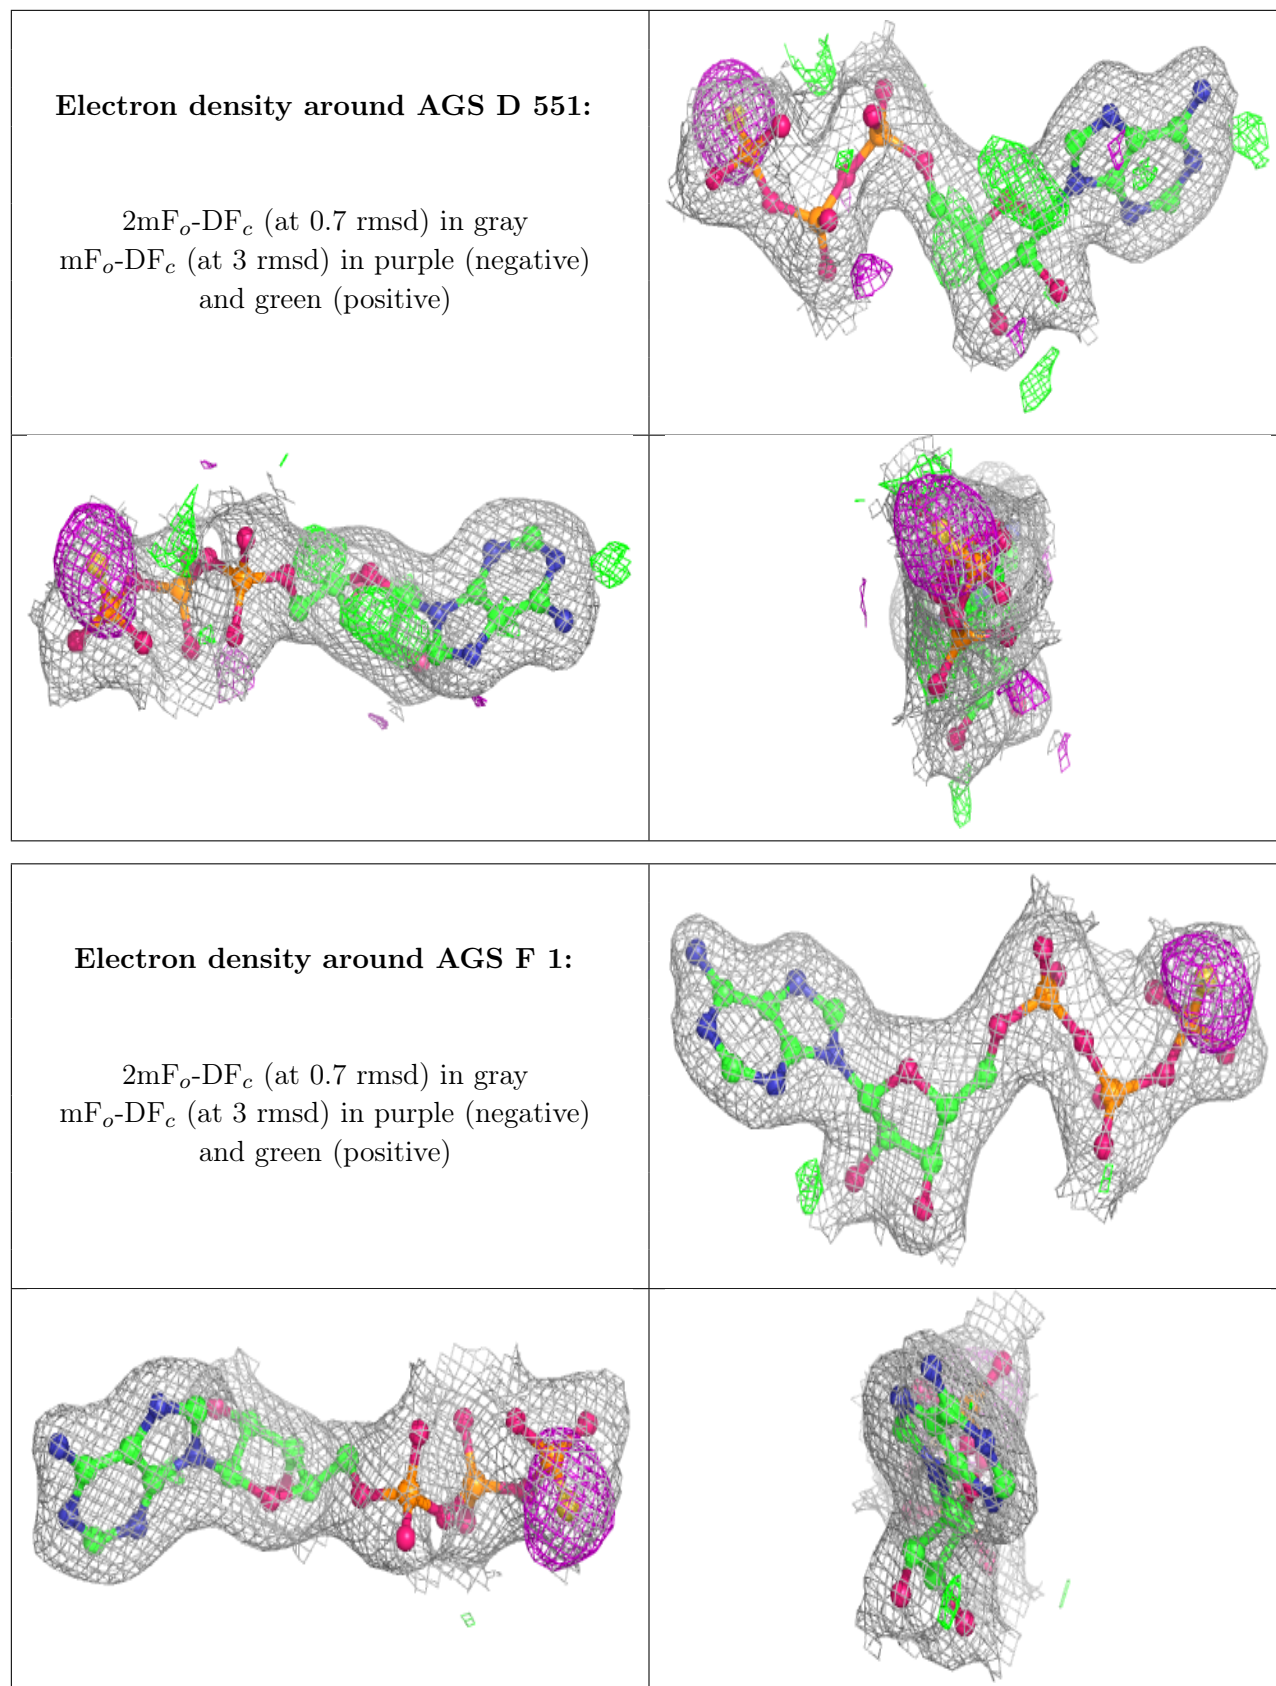 Electron density around AGS D 551:
2mFₒ-DF𝒸 (at 0.7 rmsd) in gray
mFₒ-DF𝒸 (at 3 rmsd) in purple (negative)
and green (positive)
Electron density around AGS F 1:
2mFₒ-DF𝒸 (at 0.7 rmsd) in gray
mFₒ-DF𝒸 (at 3 rmsd) in purple (negative)
and green (positive)